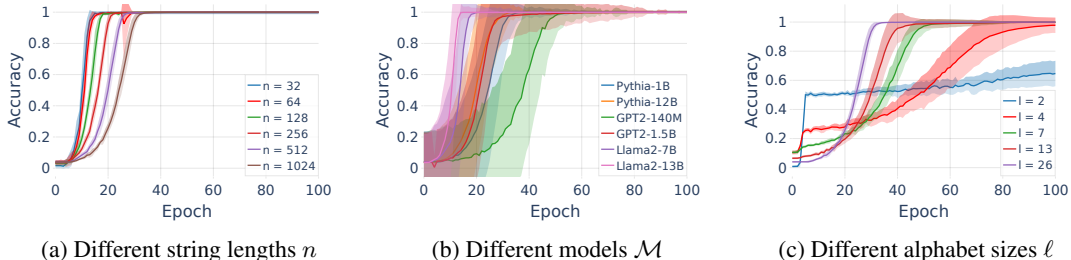 1
0.8
0.6
0.4
0.2
0
Accuracy
0 20 40 60 80 100
Epoch
n = 32
n = 64
n = 128
n = 256
n = 512
n = 1024
(a) Different string lengths n
1
0.8
0.6
0.4
0.2
0
Accuracy
0 20 40 60 80 100
Epoch
Pythia-1B
Pythia-12B
GPT2-140M
GPT2-1.5B
Llama2-7B
Llama2-13B
(b) Different models M
1
0.8
0.6
0.4
0.2
0
Accuracy
0 20 40 60 80 100
Epoch
l = 2
l = 4
l = 7
l = 13
l = 26
(c) Different alphabet sizes ℓ